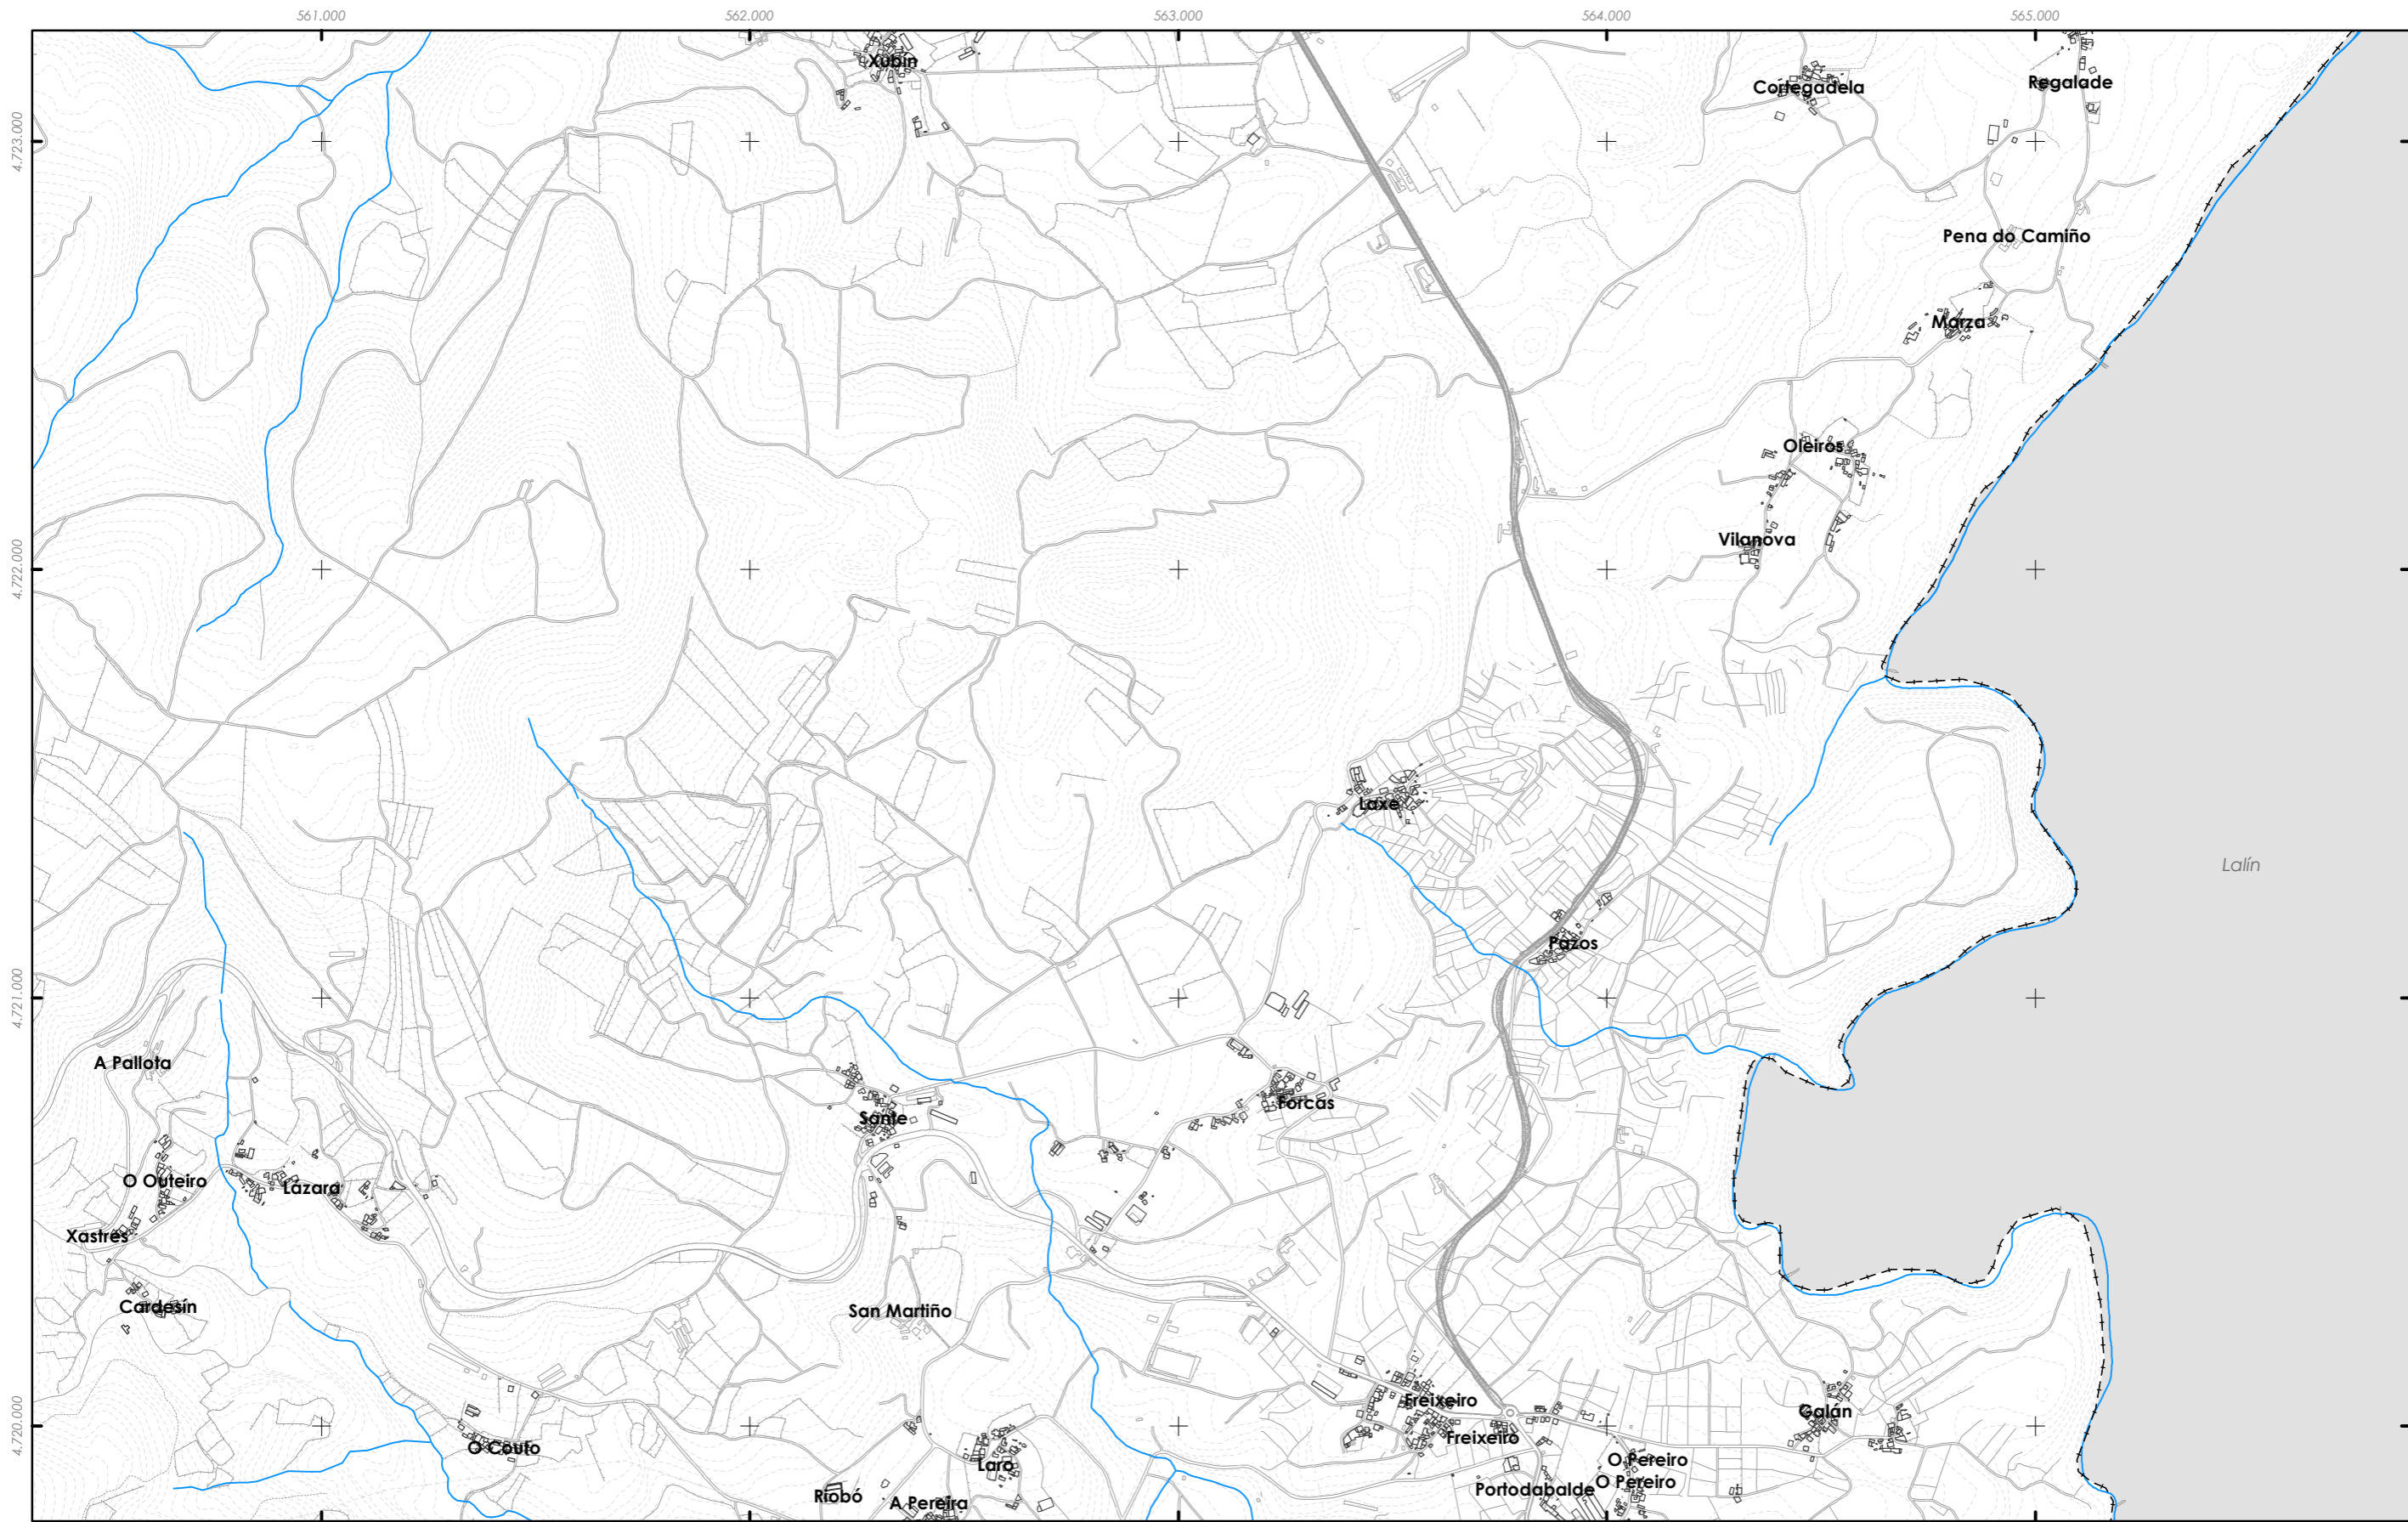 561.000
562.000
563.000
564.000
565.000
4.723.000
4.722.000
4.721.000
4.720.000
Xubín
Cortegadela
Regalade
Pena do Camiño
Marza
Oleiros
Vilanova
Laxe
Lalín
Pazos
A Pallota
Sante
Forcas
O Outeiro
Lázara
Xastres
Cardesín
San Martiño
Freixeiro
Galán
Freixeiro
O Couto
Laro
O Pereiro
O Pereiro
Portodabalde
Riobó
A Pereira